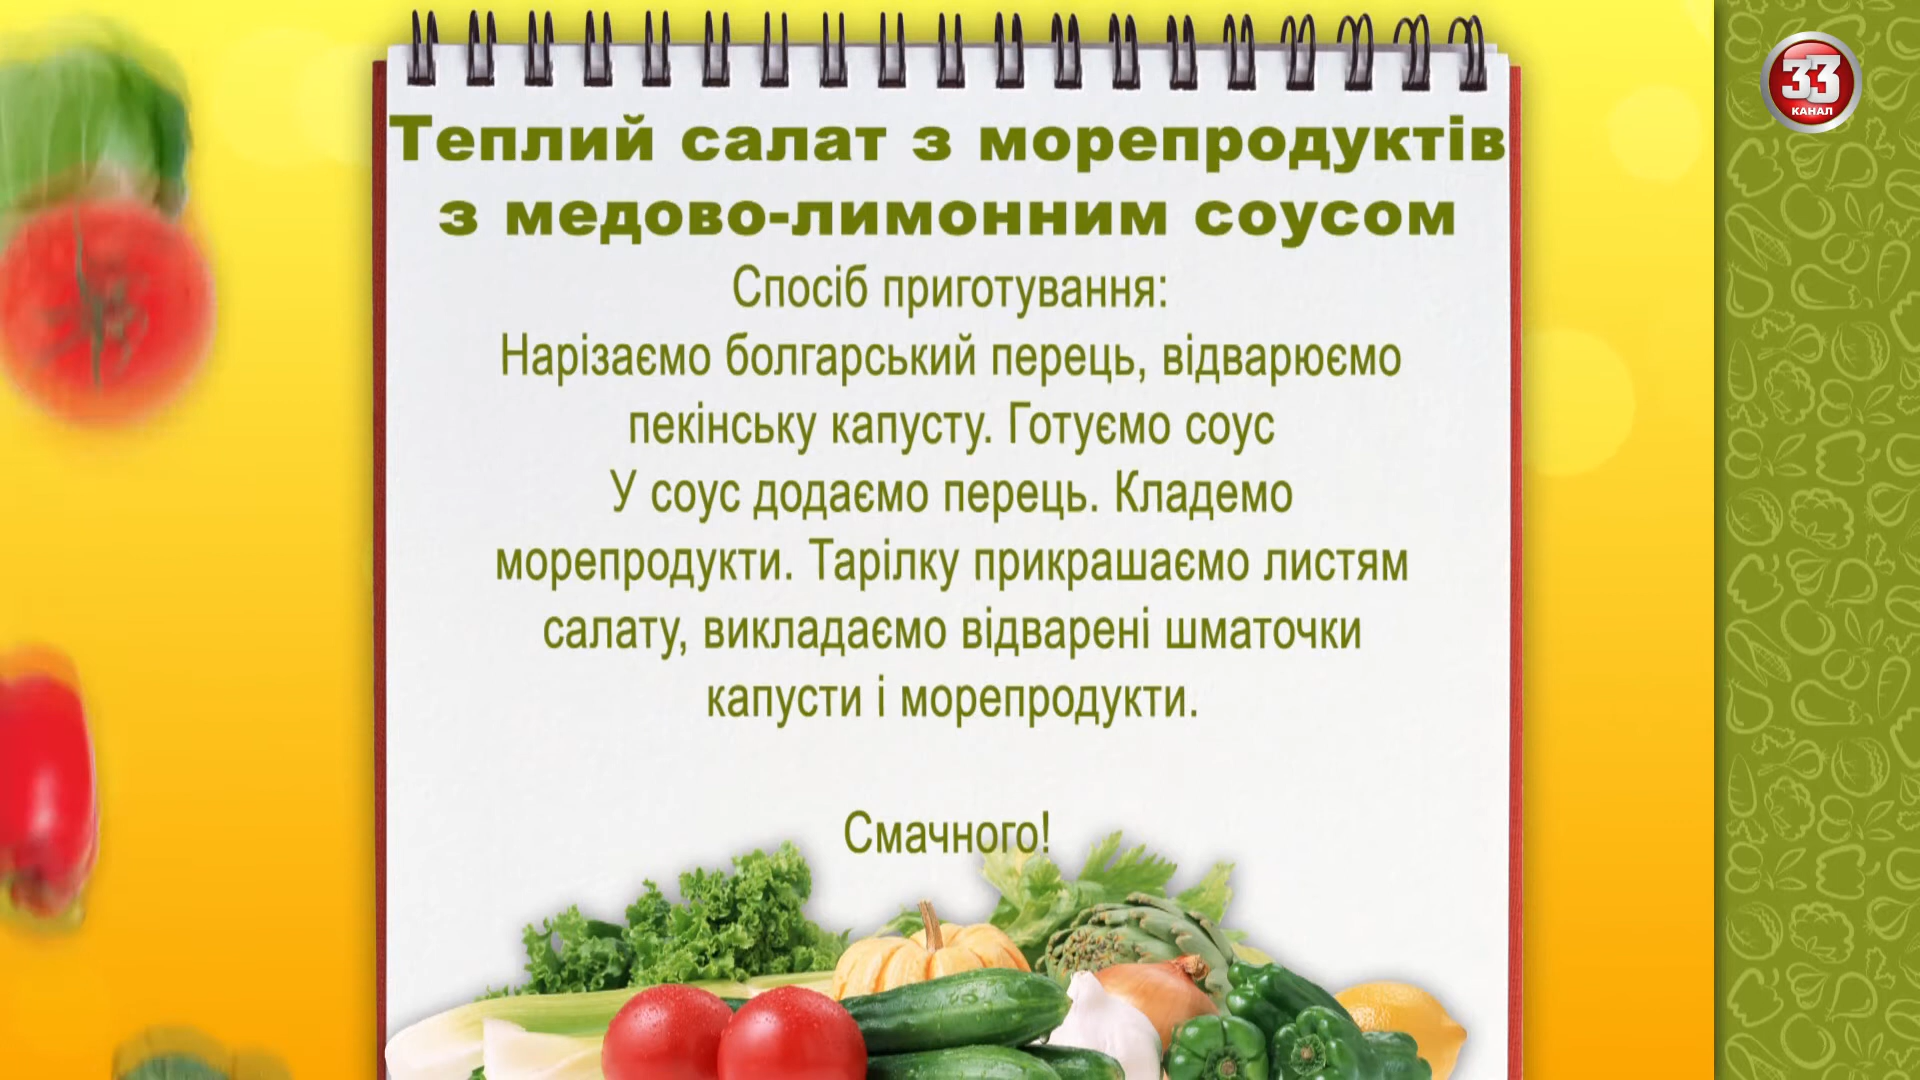 33
КАНАЛ
Теплий салат з морепродуктів
з медово-лимонним соусом
Спосіб приготування:
Нарізаємо болгарський перець, відварюємо
пекінську капусту. Готуємо соус
У соус додаємо перець. Кладемо
морепродукти. Тарілку прикрашаємо листям
салату, викладаємо відварені шматочки
капусти і морепродукти.
Смачного!